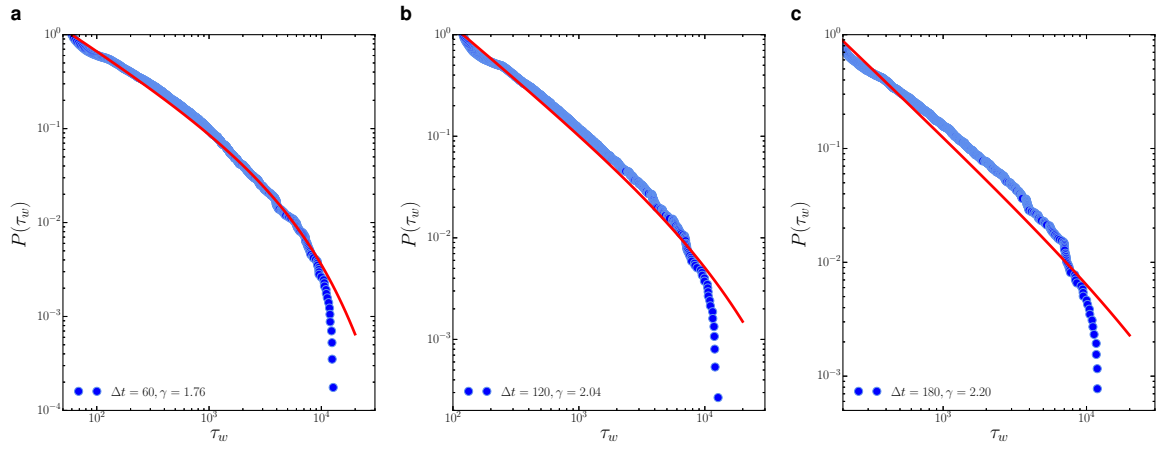 a
10^0
10^{-1}
10^{-2}
10^{-3}
10^{-4}
P(τ_w)
Δt = 60, γ = 1.76
10^2
10^3
10^4
τ_w
b
10^0
10^{-1}
10^{-2}
10^{-3}
P(τ_w)
Δt = 120, γ = 2.04
10^2
10^3
10^4
τ_w
c
10^0
10^{-1}
10^{-2}
10^{-3}
P(τ_w)
Δt = 180, γ = 2.20
10^3
10^4
τ_w